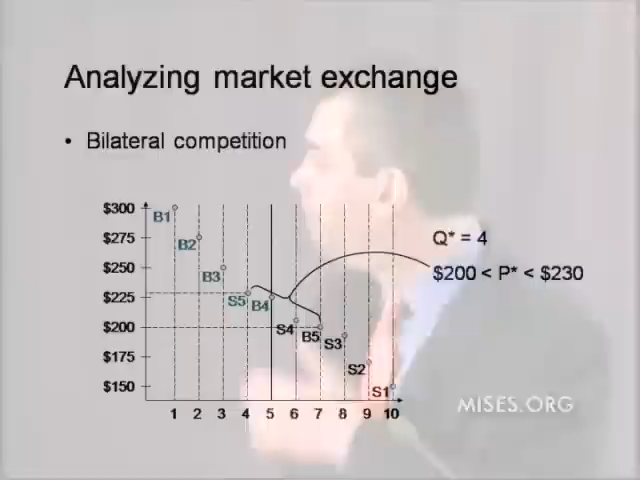 Analyzing market exchange
• Bilateral competition
$300
$275
$250
$225
$200
$175
$150
B1
B2
B3
S5
B4
S4
B5
S3
S2
S1
1 2 3 4 5 6 7 8 9 10
Q* = 4
$200 < P* < $230
MISES.ORG